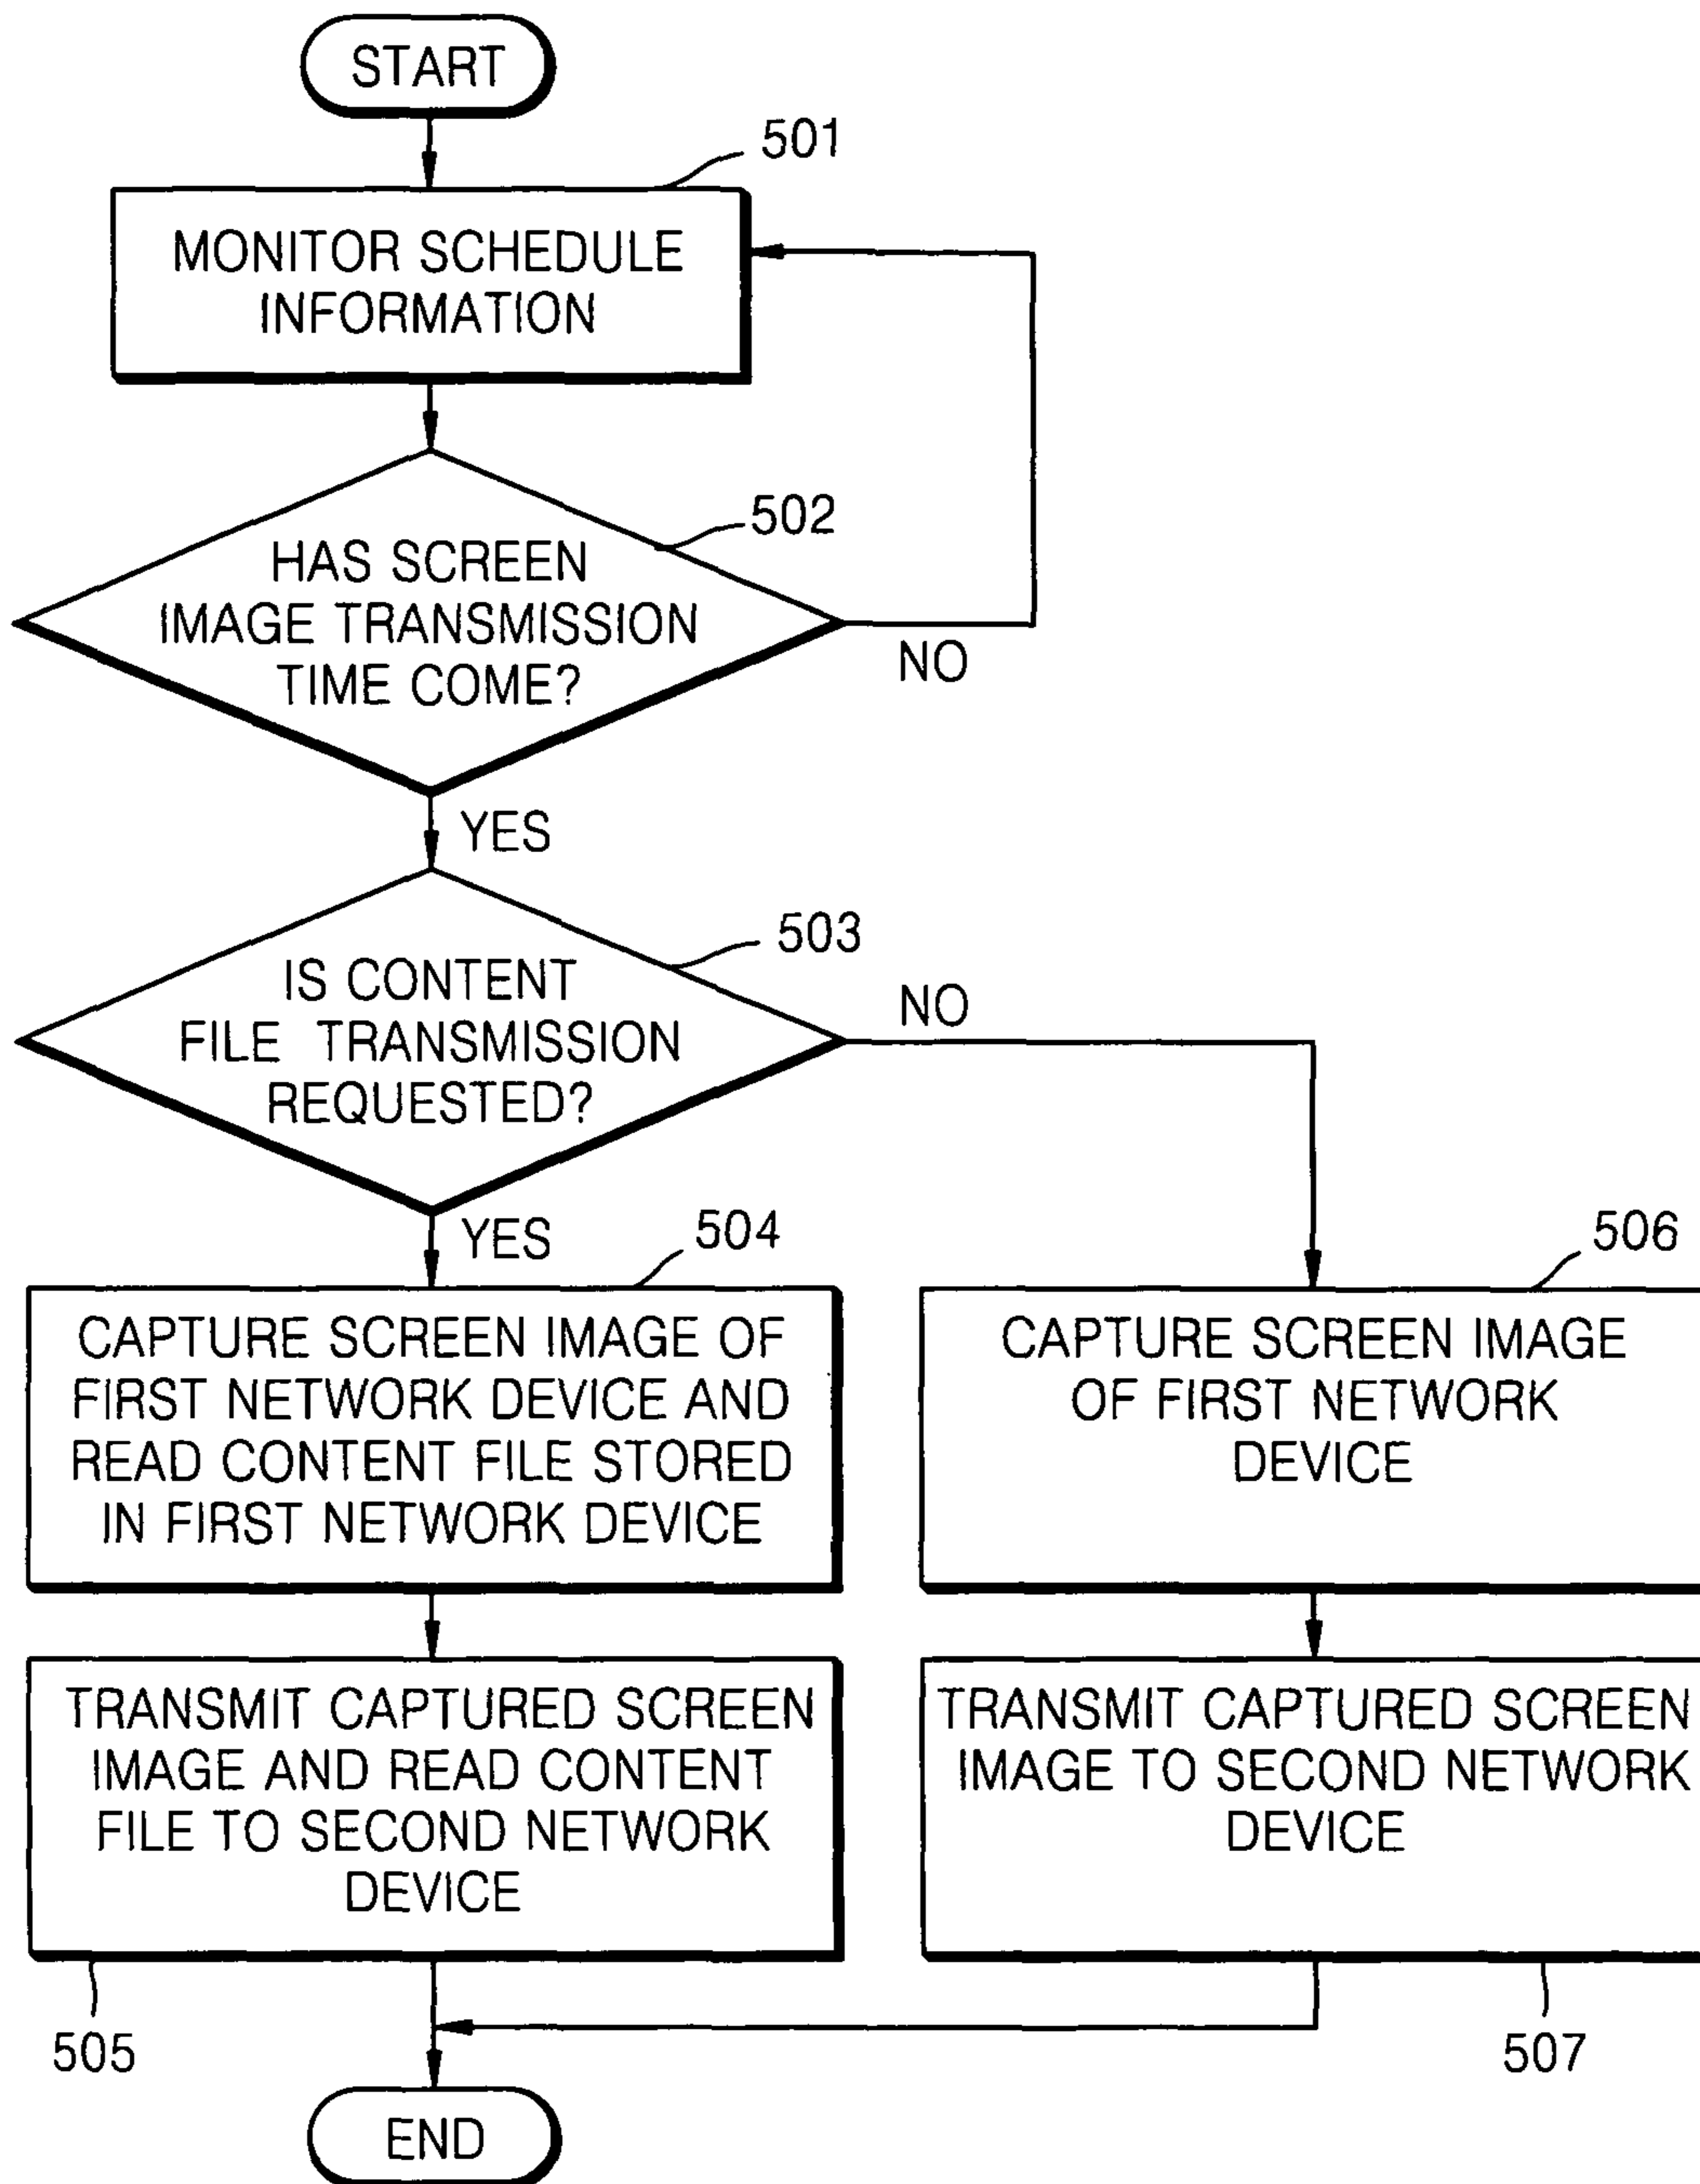 START
501
MONITOR SCHEDULE
INFORMATION
502
HAS SCREEN
IMAGE TRANSMISSION
TIME COME?
NO
YES
503
IS CONTENT
FILE TRANSMISSION
REQUESTED?
NO
YES
504
CAPTURE SCREEN IMAGE OF
FIRST NETWORK DEVICE AND
READ CONTENT FILE STORED
IN FIRST NETWORK DEVICE
506
CAPTURE SCREEN IMAGE
OF FIRST NETWORK
DEVICE
TRANSMIT CAPTURED SCREEN
IMAGE AND READ CONTENT
FILE TO SECOND NETWORK
DEVICE
505
TRANSMIT CAPTURED SCREEN
IMAGE TO SECOND NETWORK
DEVICE
507
END